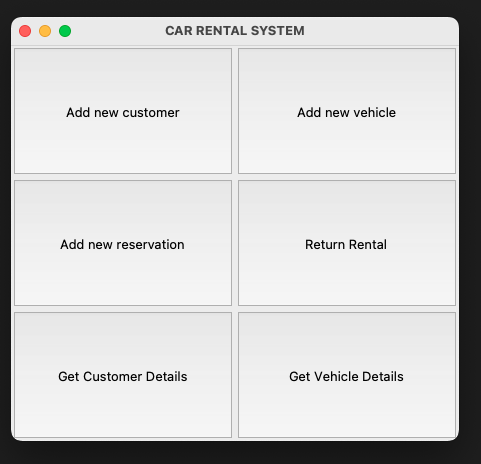 CAR RENTAL SYSTEM
Add new customer
Add new vehicle
Add new reservation
Return Rental
Get Customer Details
Get Vehicle Details